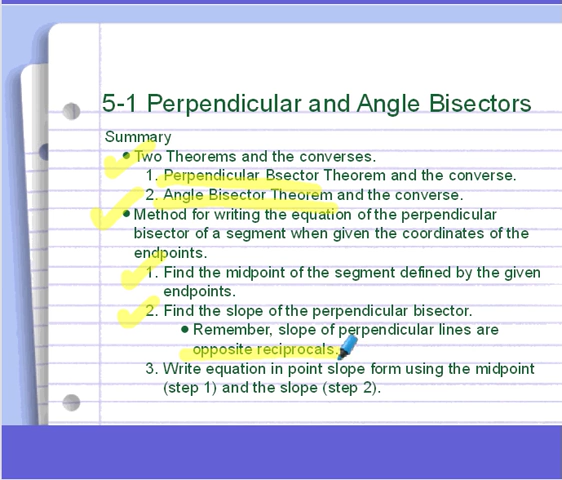 5-1 Perpendicular and Angle Bisectors
Summary
• Two Theorems and the converses.
1. Perpendicular Bsector Theorem and the converse.
2. Angle Bisector Theorem and the converse.
• Method for writing the equation of the perpendicular
bisector of a segment when given the coordinates of the
endpoints.
1. Find the midpoint of the segment defined by the given
endpoints.
2. Find the slope of the perpendicular bisector.
• Remember, slope of perpendicular lines are
opposite reciprocals.
3. Write equation in point slope form using the midpoint
(step 1) and the slope (step 2).